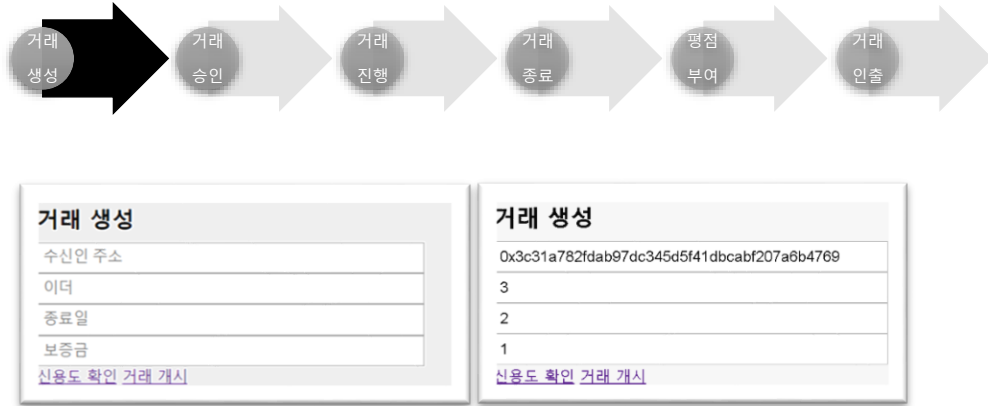 거래
생성
거래
승인
거래
진행
거래
종료
평점
부여
거래
인출
거래 생성
수신인 주소
이더
종료일
보증금
신용도 확인 거래 개시
거래 생성
0x3c31a782fdab97dc345d5f41dbcabf207a6b4769
3
2
1
신용도 확인 거래 개시